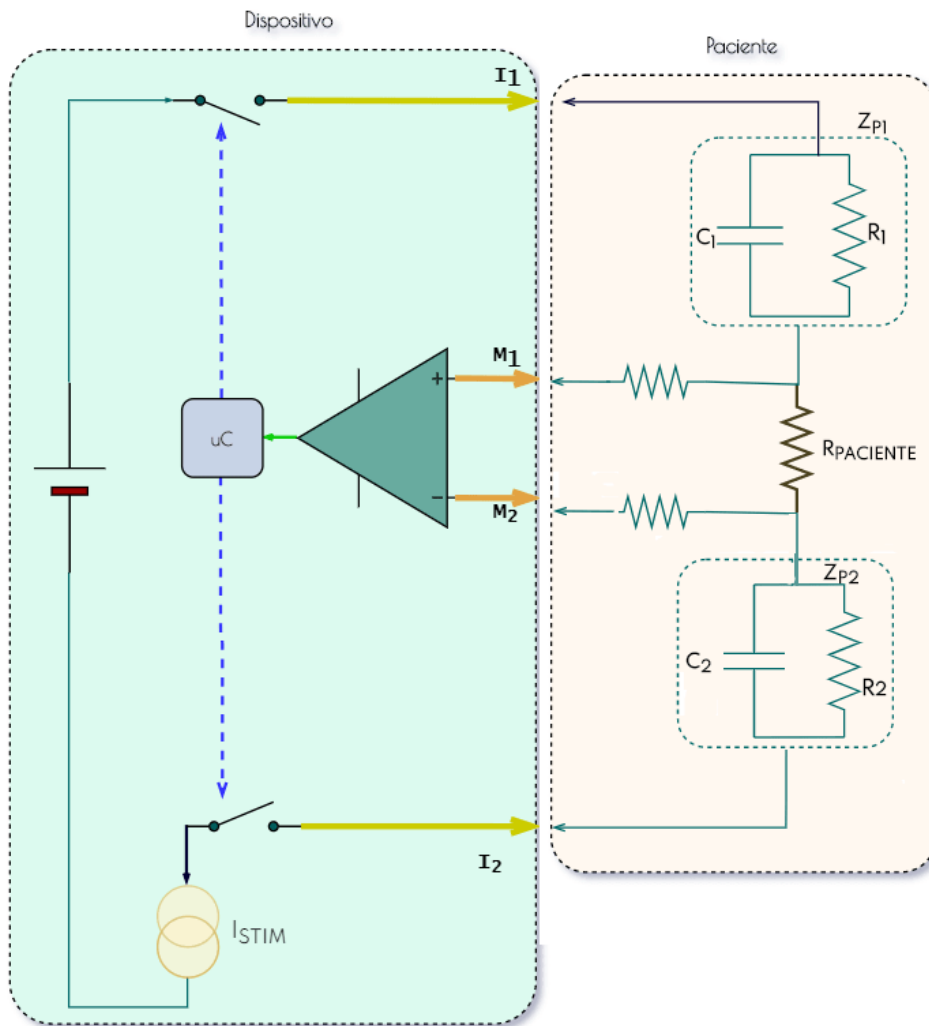 Dispositivo
Paciente
I1
ZP1
C1
R1
M1
+
uC
RPACIENTE
−
M2
ZP2
C2
R2
I2
ISTIM